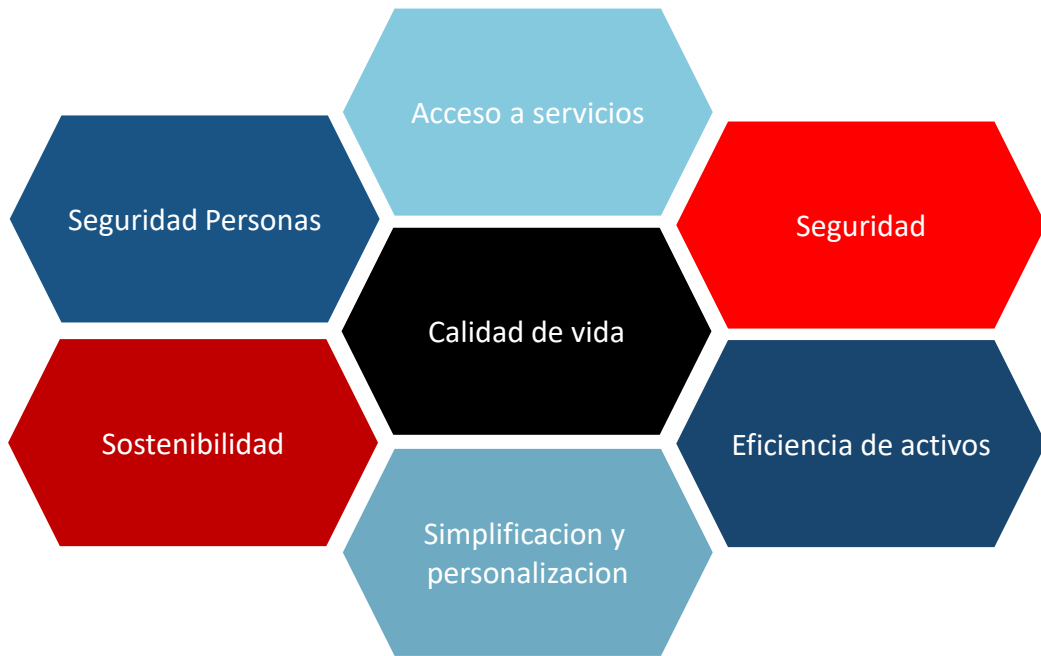 Acceso a servicios
Seguridad Personas
Seguridad
Calidad de vida
Sostenibilidad
Eficiencia de activos
Simplificacion y
personalizacion